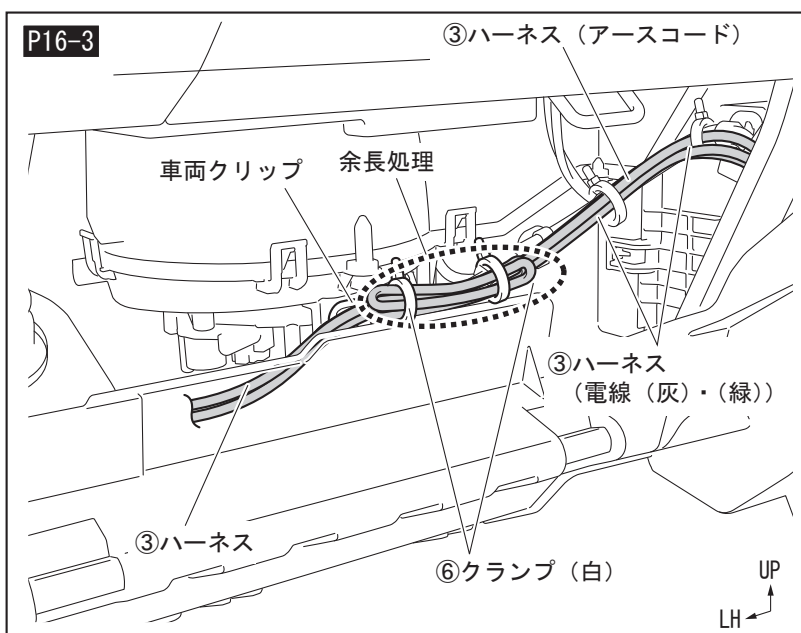 P16-3
③ハーネス（アースコード）
車両クリップ
余長処理
③ハーネス
（電線（灰）・（緑））
③ハーネス
⑥クランプ（白）
UP
LH